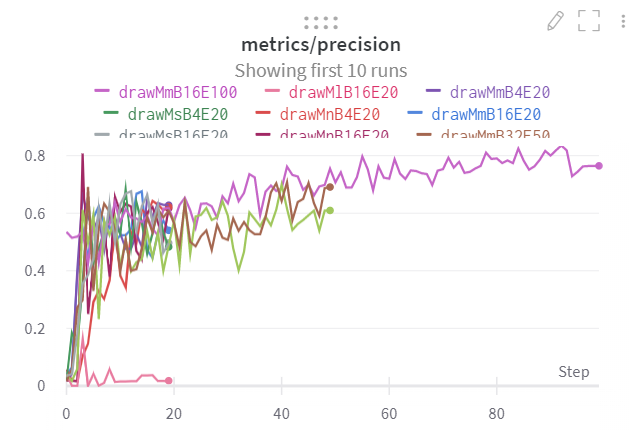 metrics/precision
Showing first 10 runs
drawMmB16E100 drawMlB16E20 drawMmB4E20
drawMsB4E20 drawMnB4E20 drawMmB16E20
drawMsB16E20 drawMnB16E20 drawMmB32E50
0.8
0.6
0.4
0.2
0
Step
0 20 40 60 80